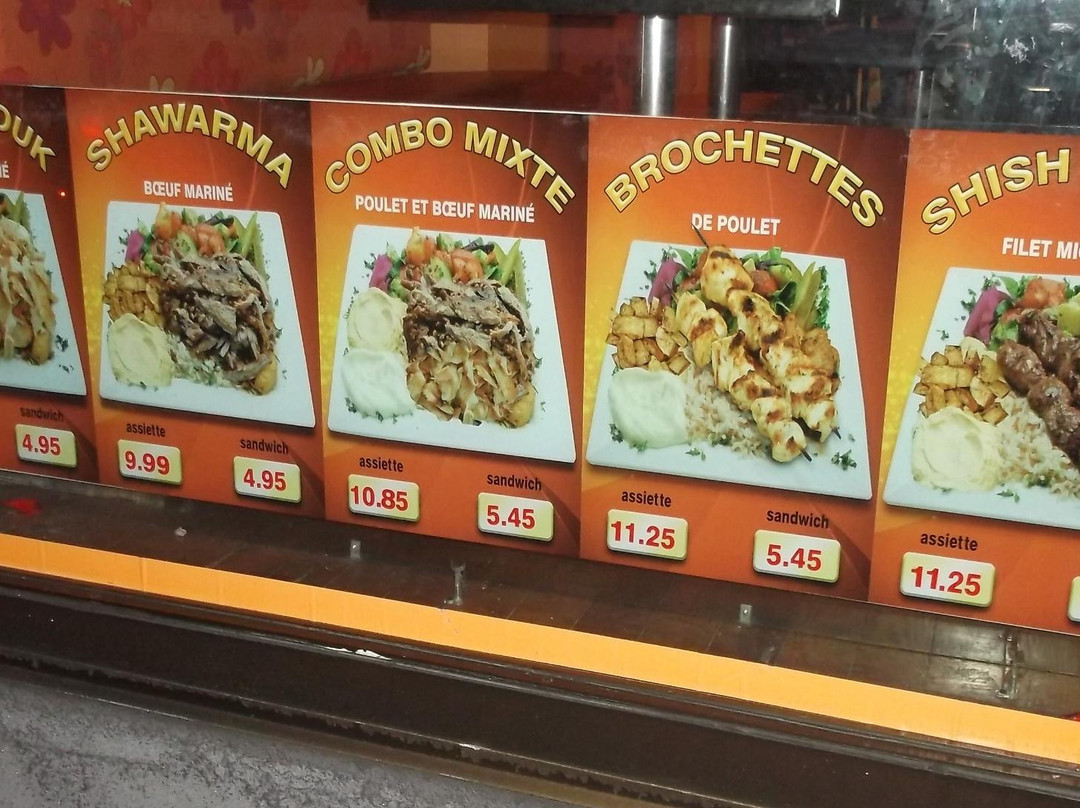 OUK
É
sandwich
4.95
SHAWARMA
BŒUF MARINÉ
assiette
9.99
sandwich
4.95
COMBO MIXTE
POULET ET BŒUF MARINÉ
assiette
10.85
sandwich
5.45
BROCHETTES
DE POULET
assiette
11.25
sandwich
5.45
SHISH
FILET MI
assiette
11.25